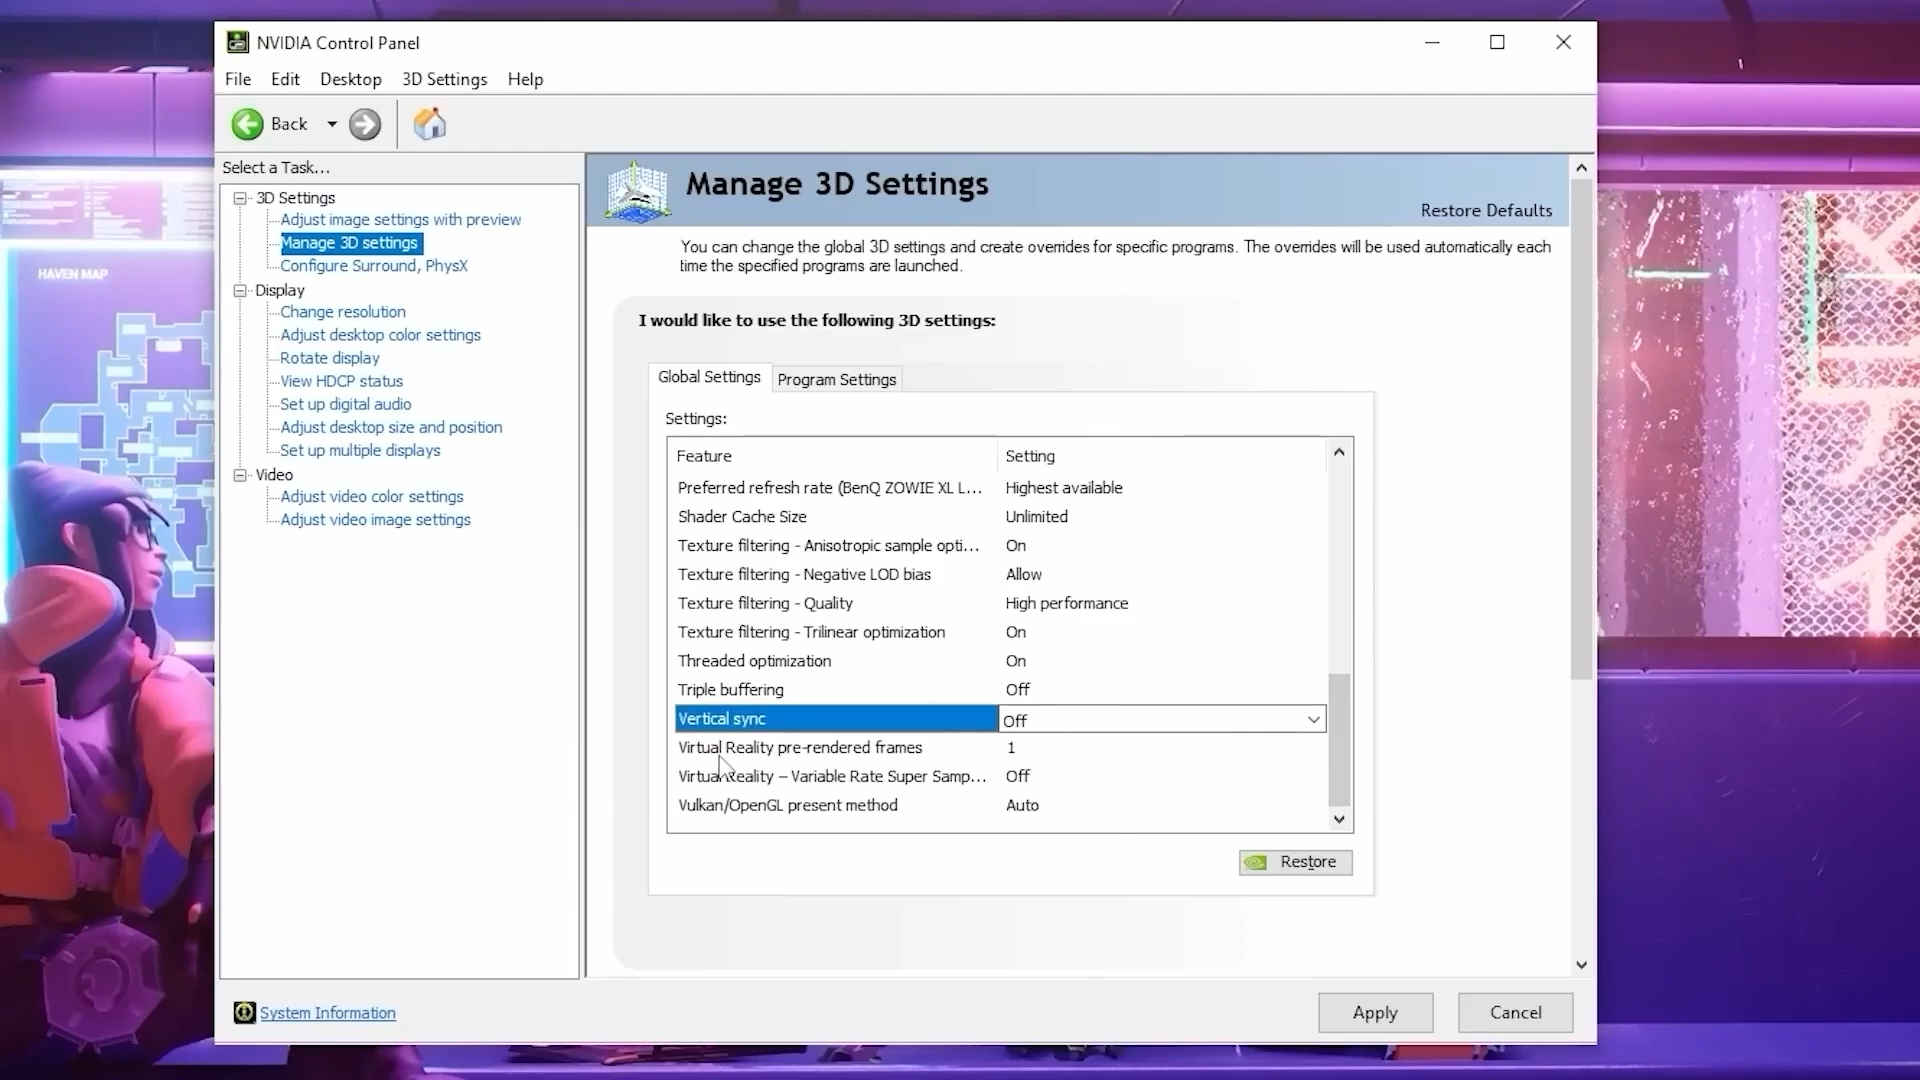 NVIDIA Control Panel
File Edit Desktop 3D Settings Help
Back
Select a Task...
3D Settings
Adjust image settings with preview
Manage 3D settings
Configure Surround, PhysX
Display
Change resolution
Adjust desktop color settings
Rotate display
View HDCP status
Set up digital audio
Adjust desktop size and position
Set up multiple displays
Video
Adjust video color settings
Adjust video image settings
System Information
Manage 3D Settings
Restore Defaults
You can change the global 3D settings and create overrides for specific programs. The overrides will be used automatically each
time the specified programs are launched.
I would like to use the following 3D settings:
Global Settings Program Settings
Settings:
Feature Setting
Preferred refresh rate (BenQ ZOWIE XL L... Highest available
Shader Cache Size Unlimited
Texture filtering - Anisotropic sample opti... On
Texture filtering - Negative LOD bias Allow
Texture filtering - Quality High performance
Texture filtering - Trilinear optimization On
Threaded optimization On
Triple buffering Off
Vertical sync Off
Virtual Reality pre-rendered frames 1
Virtual Reality – Variable Rate Super Samp... Off
Vulkan/OpenGL present method Auto
Restore
Apply Cancel
HAVEN MAP